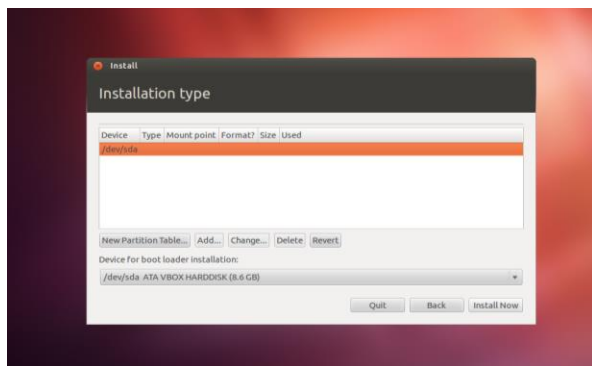 Install
Installation type
Device Type Mount point Format? Size Used
/dev/sda
New Partition Table... Add... Change... Delete Revert
Device for boot loader installation:
/dev/sda ATA VBOX HARDDISK (8.6 GB)
Quit Back Install Now